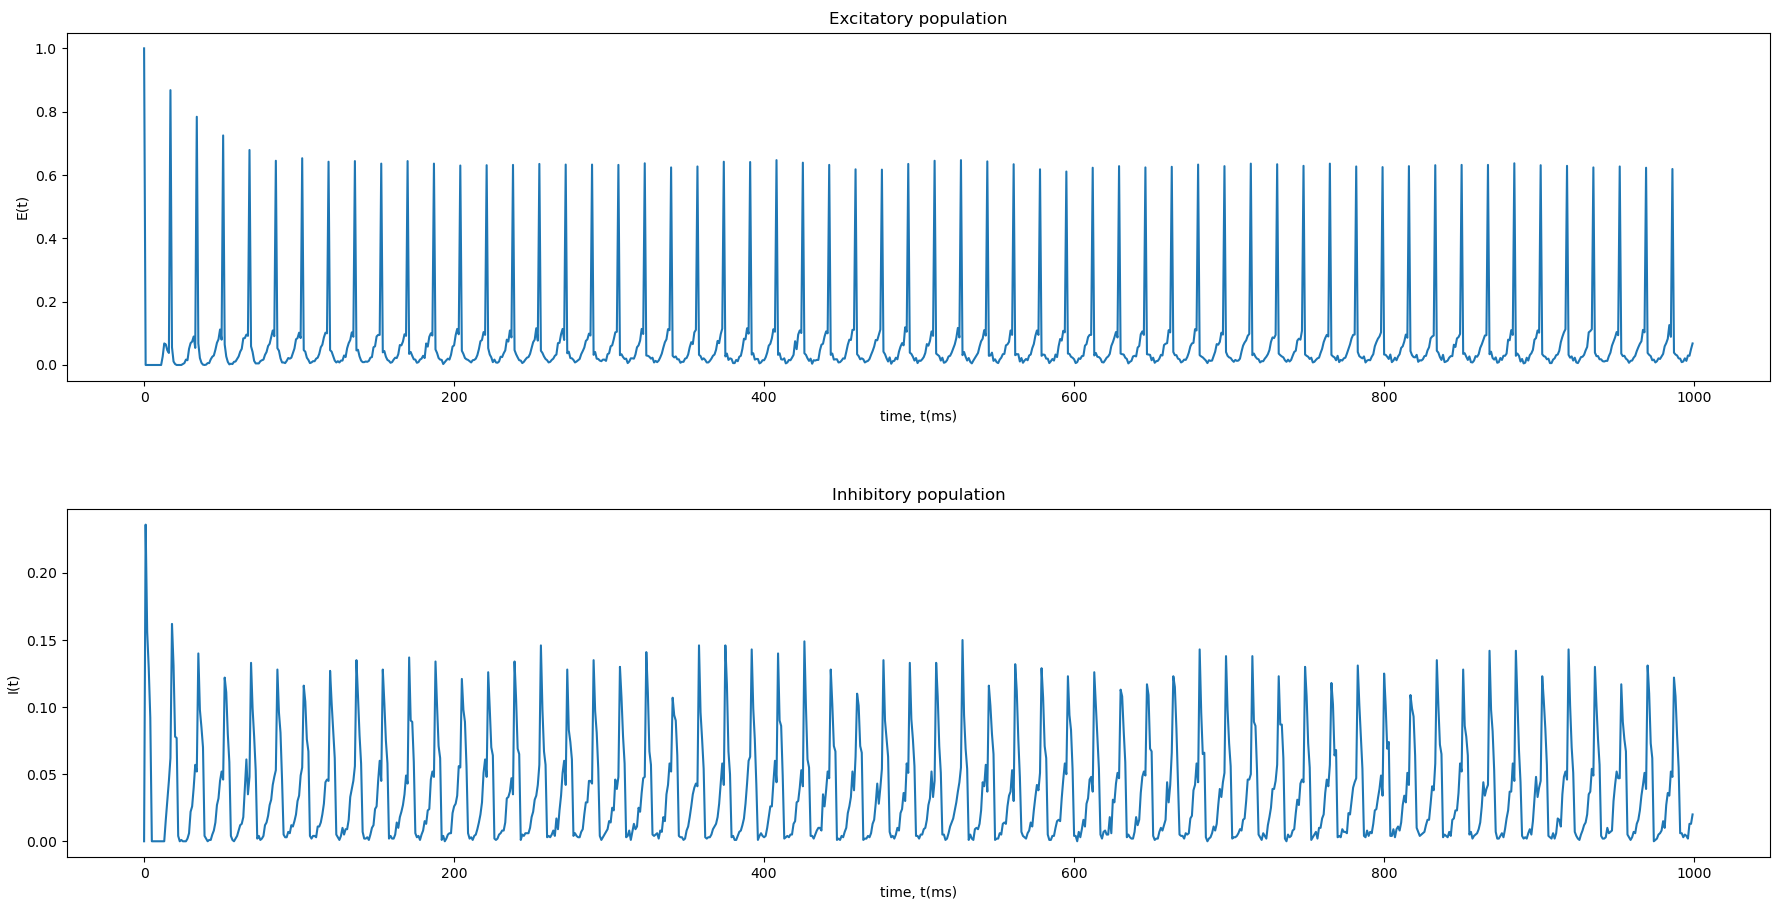 Excitatory population
1.0
0.8
0.6
0.4
0.2
0.0
E(t)
0 200 400 600 800 1000
time, t(ms)
Inhibitory population
0.20
0.15
0.10
0.05
0.00
I(t)
0 200 400 600 800 1000
time, t(ms)